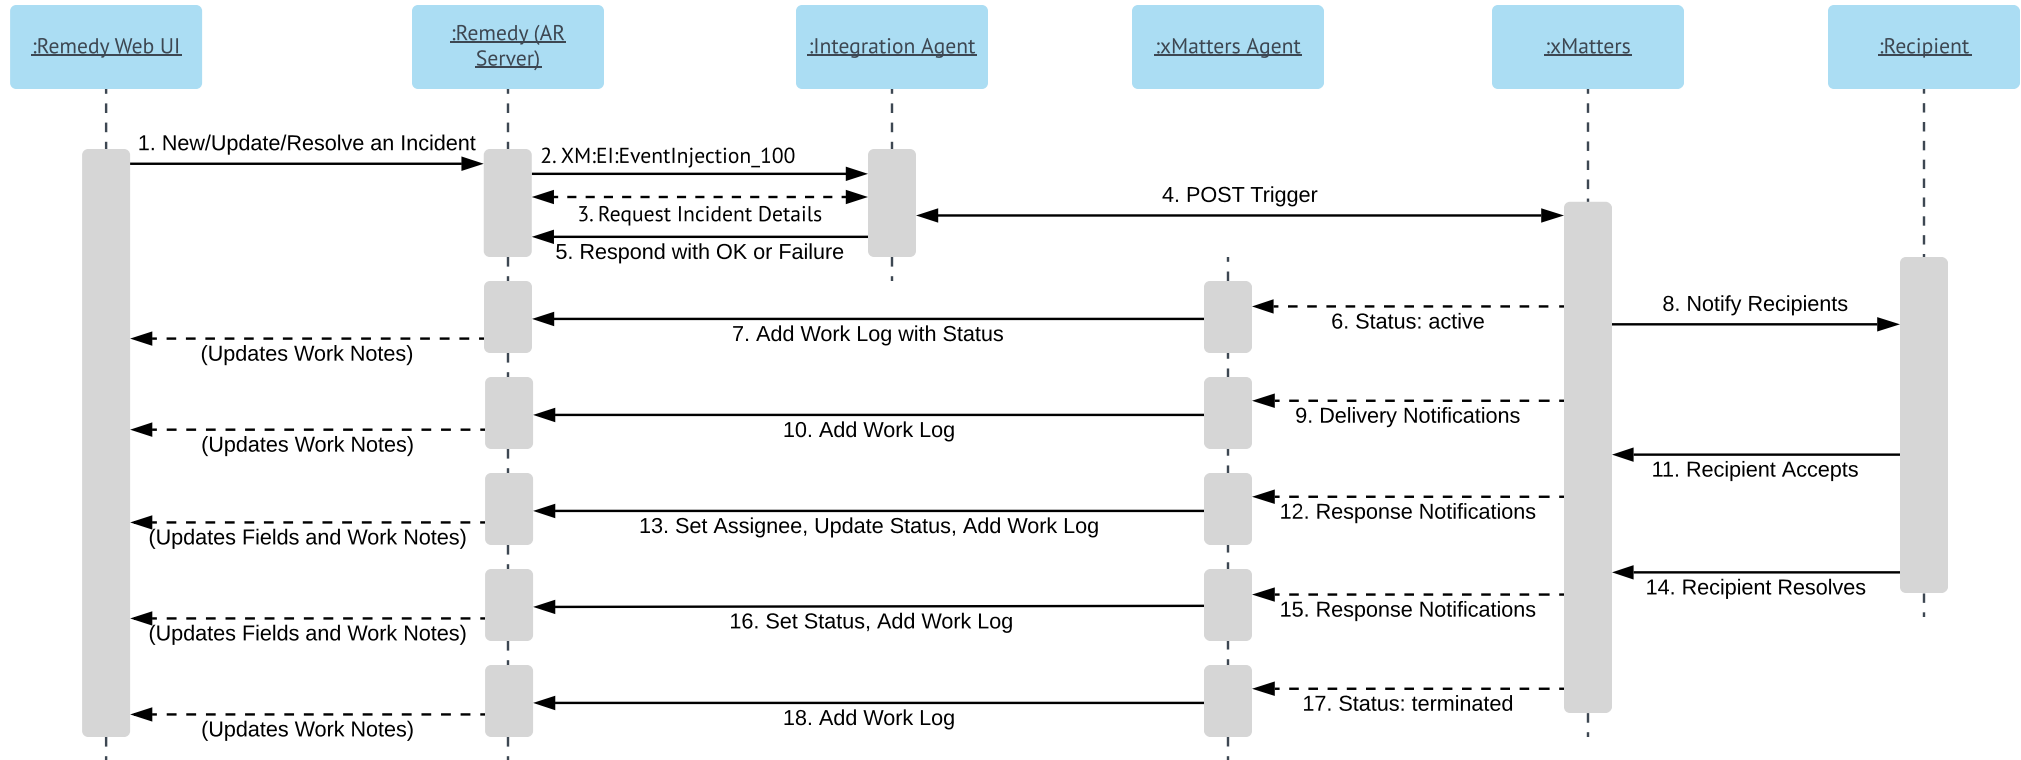 :Remedy Web UI
:Remedy (AR
Server)
:Integration Agent
:xMatters Agent
:xMatters
:Recipient
1. New/Update/Resolve an Incident
2. XM:EI:EventInjection_100
3. Request Incident Details
4. POST Trigger
5. Respond with OK or Failure
6. Status: active
7. Add Work Log with Status
(Updates Work Notes)
8. Notify Recipients
9. Delivery Notifications
10. Add Work Log
(Updates Work Notes)
11. Recipient Accepts
12. Response Notifications
13. Set Assignee, Update Status, Add Work Log
(Updates Fields and Work Notes)
14. Recipient Resolves
15. Response Notifications
16. Set Status, Add Work Log
(Updates Fields and Work Notes)
17. Status: terminated
18. Add Work Log
(Updates Work Notes)